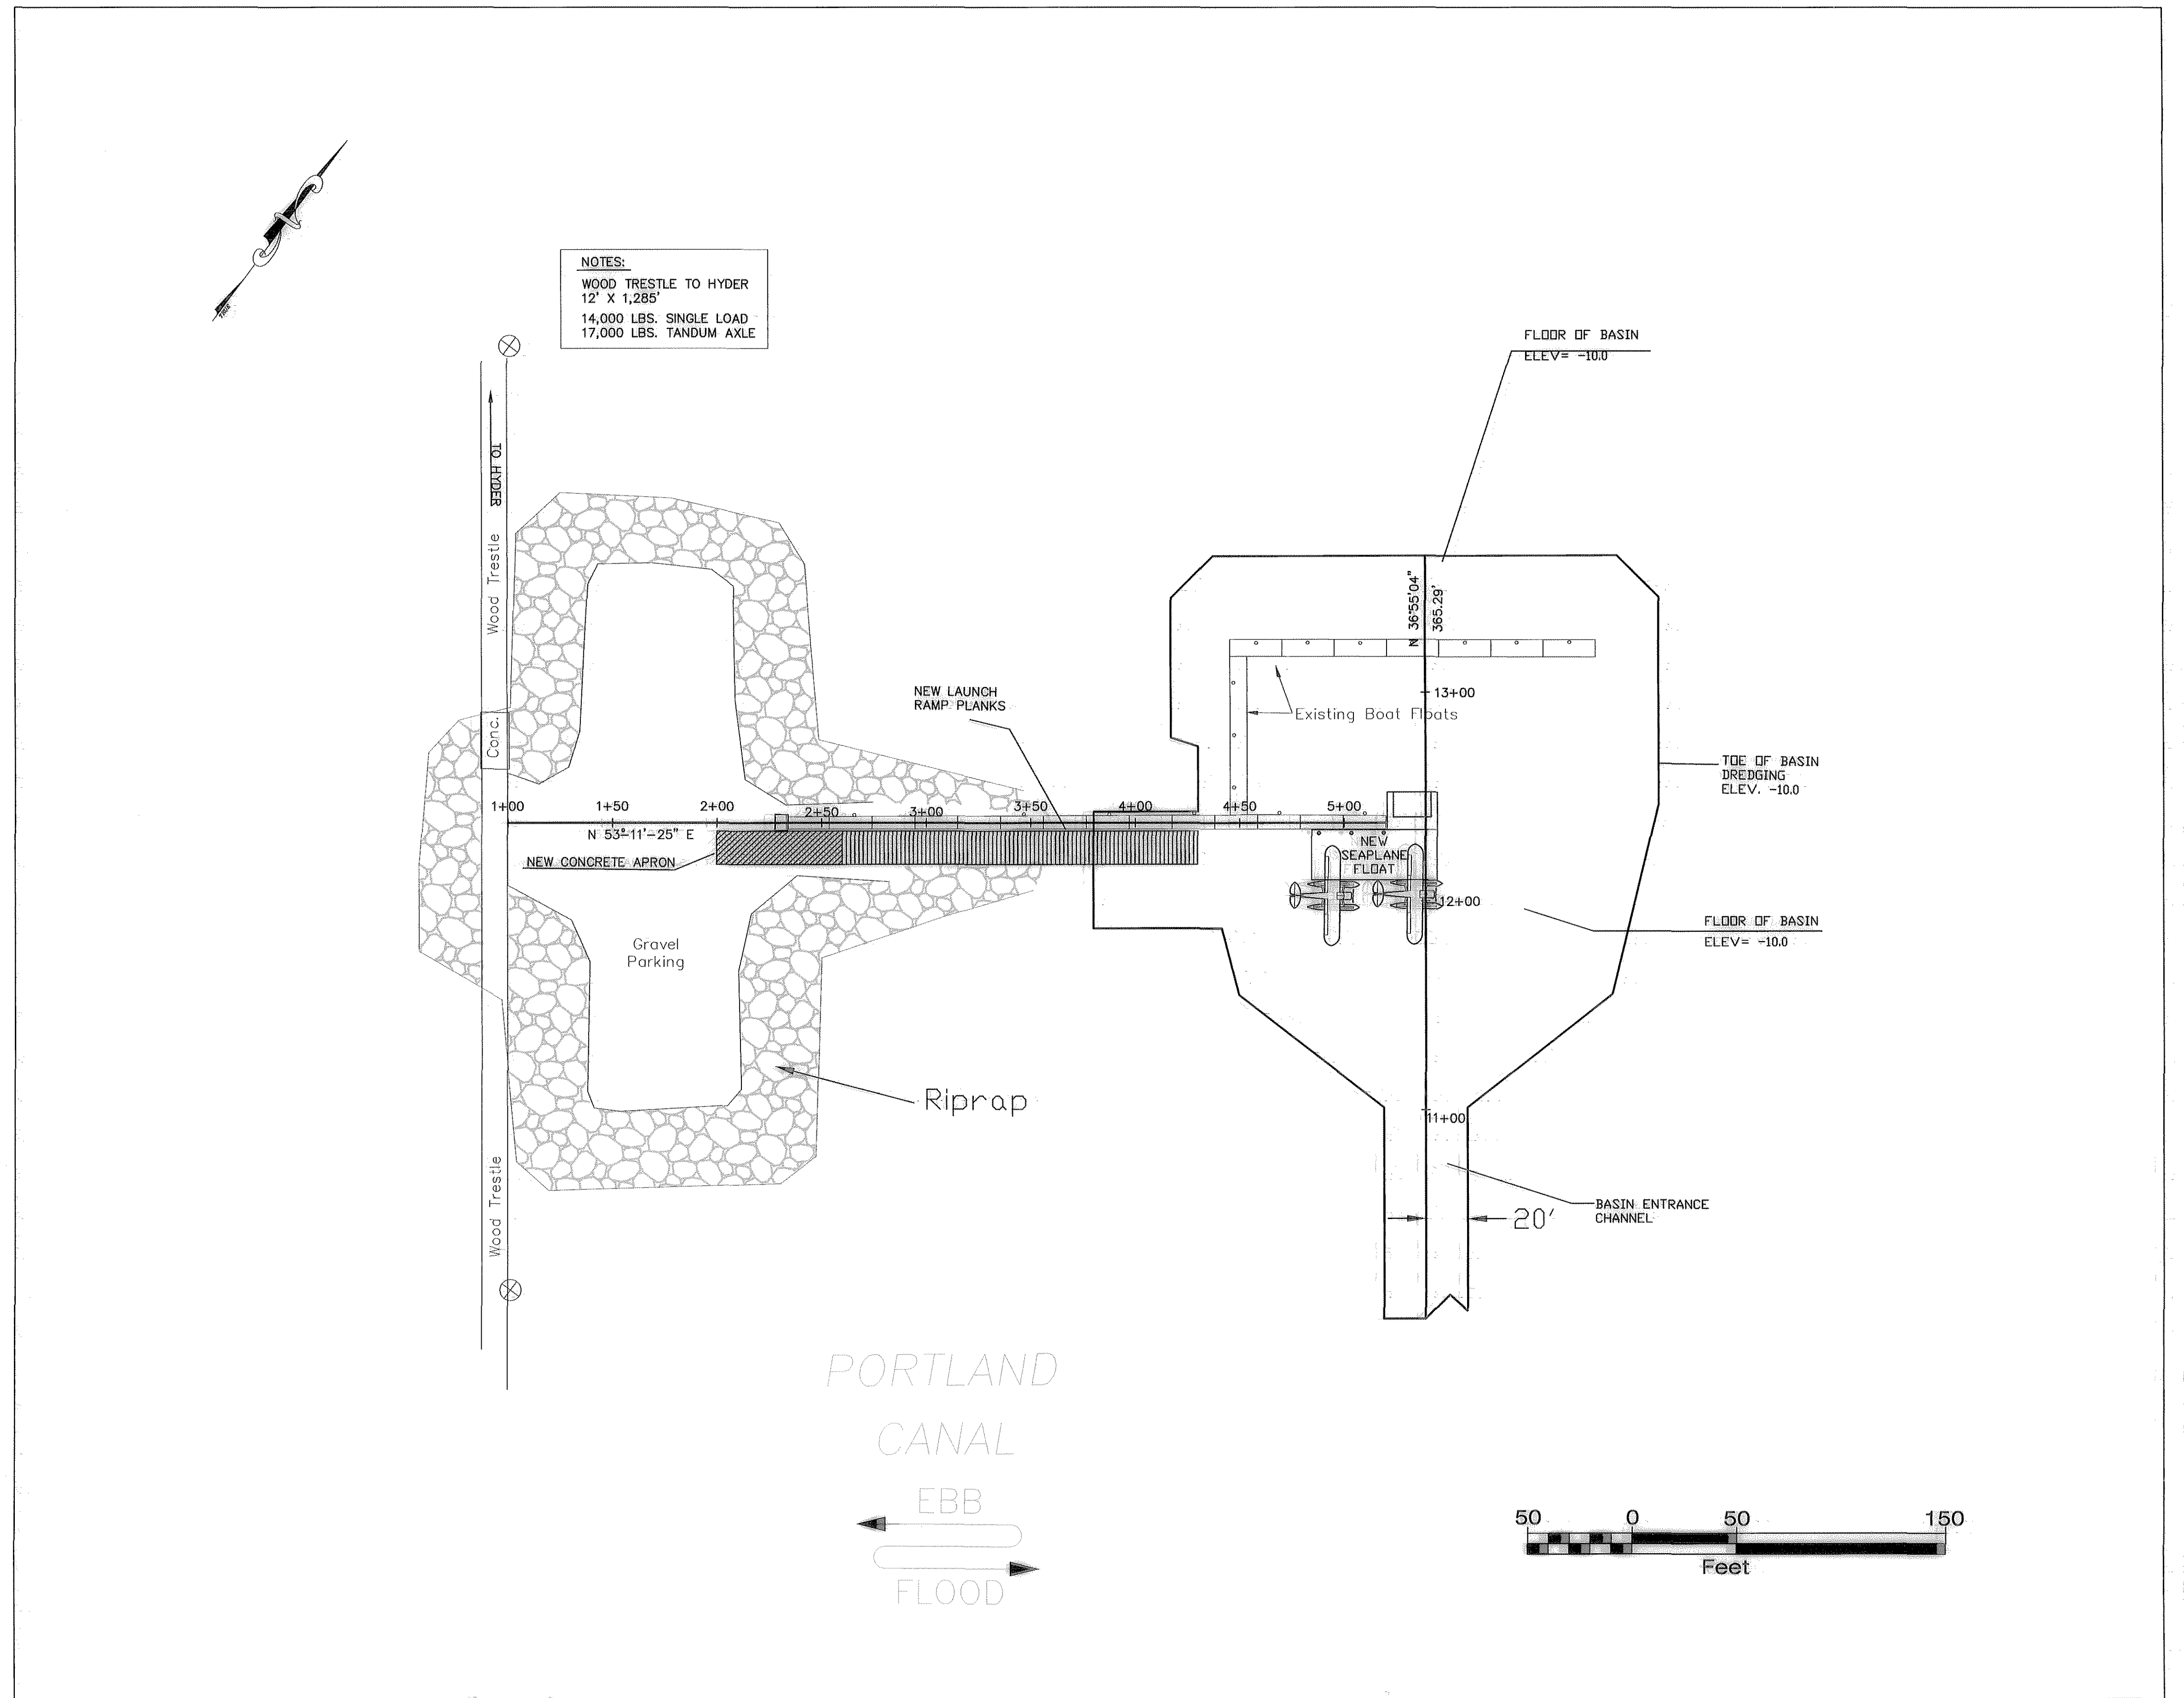 NOTES:
WOOD TRESTLE TO HYDER
12' X 1,285'
14,000 LBS. SINGLE LOAD
17,000 LBS. TANDUM AXLE
FLOOR OF BASIN
ELEV= -10.0
TO HYDER
Wood Trestle
Conc.
N 36°55'04"
365.29'
13+00
NEW LAUNCH
RAMP PLANKS
Existing Boat Floats
TOE OF BASIN
DREDGING
ELEV. -10.0
1+00
1+50
2+00
2+50
3+00
3+50
4+00
4+50
5+00
N 53°-11'-25" E
NEW CONCRETE APRON
NEW
SEAPLANE
FLOAT
12+00
FLOOR OF BASIN
ELEV= -10.0
Gravel
Parking
Riprap
11+00
Wood Trestle
BASIN ENTRANCE
CHANNEL
20'
PORTLAND
CANAL
EBB
FLOOD
50 0 50 150
Feet